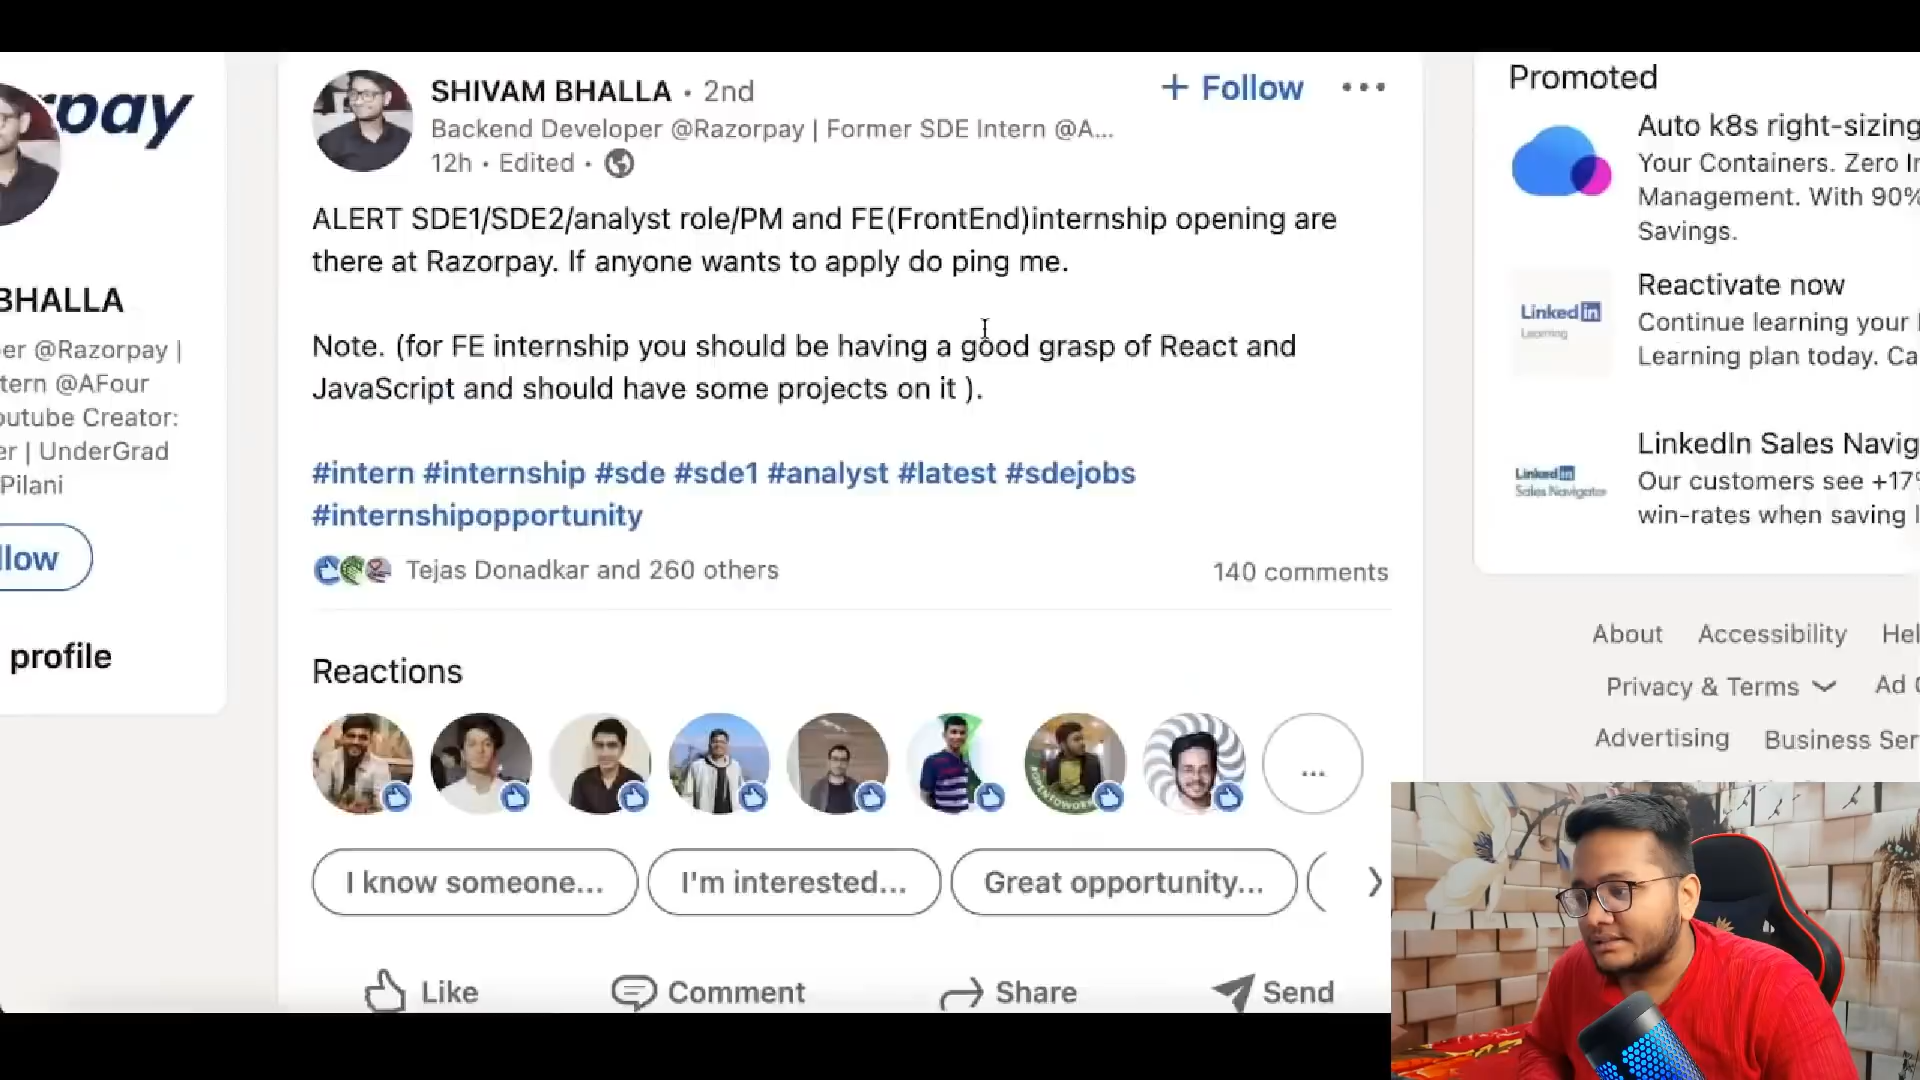 pay
BHALLA
er @Razorpay |
tern @AFour
outube Creator:
er | UnderGrad
Pilani
llow
profile
SHIVAM BHALLA • 2nd
+ Follow
Backend Developer @Razorpay | Former SDE Intern @A...
12h • Edited •
ALERT SDE1/SDE2/analyst role/PM and FE(FrontEnd)internship opening are
there at Razorpay. If anyone wants to apply do ping me.
Note. (for FE internship you should be having a good grasp of React and
JavaScript and should have some projects on it ).
#intern #internship #sde #sde1 #analyst #latest #sdejobs
#internshipopportunity
Tejas Donadkar and 260 others
140 comments
Reactions
#OPENTOWORK
...
I know someone...
I'm interested...
Great opportunity...
Like
Comment
Share
Send
Promoted
Auto k8s right-sizing
Your Containers. Zero In
Management. With 90%
Savings.
Linked in
Learning
Reactivate now
Continue learning your
Learning plan today. Ca
Linked in
Sales Navigator
LinkedIn Sales Navig
Our customers see +17%
win-rates when saving l
About
Accessibility
Hel
Privacy & Terms
Ad C
Advertising
Business Ser